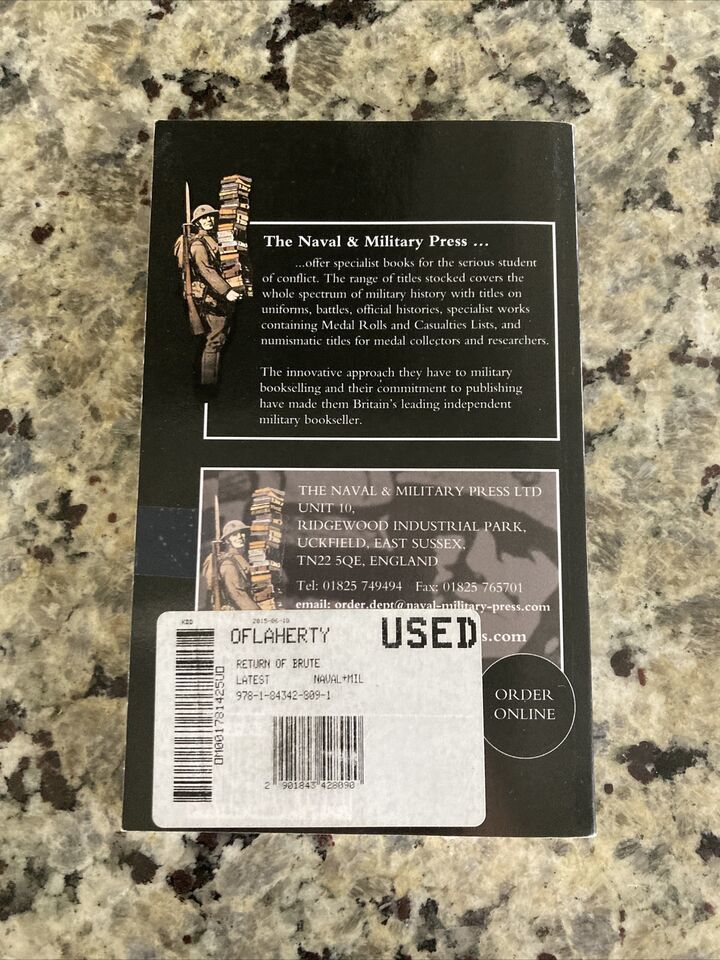 The Naval & Military Press ...
...offer specialist books for the serious student
of conflict. The range of titles stocked covers the
whole spectrum of military history with titles on
uniforms, battles, official histories, specialist works
containing Medal Rolls and Casualties Lists, and
numismatic titles for medal collectors and researchers.
The innovative approach they have to military
bookselling and their commitment to publishing
have made them Britain's leading independent
military bookseller.
THE NAVAL & MILITARY PRESS LTD
UNIT 10,
RIDGEWOOD INDUSTRIAL PARK,
UCKFIELD, EAST SUSSEX,
TN22 5QE, ENGLAND
Tel: 01825 749494 Fax: 01825 765701
email: order.dept@naval-military-press.com
s.com
ORDER
ONLINE
KDD 2015-06-18
OFLAHERTY USED
RETURN OF BRUTE
LATEST NAVAL+MIL
978-1-84342-809-1
OM001781425UO
2 901843 428090